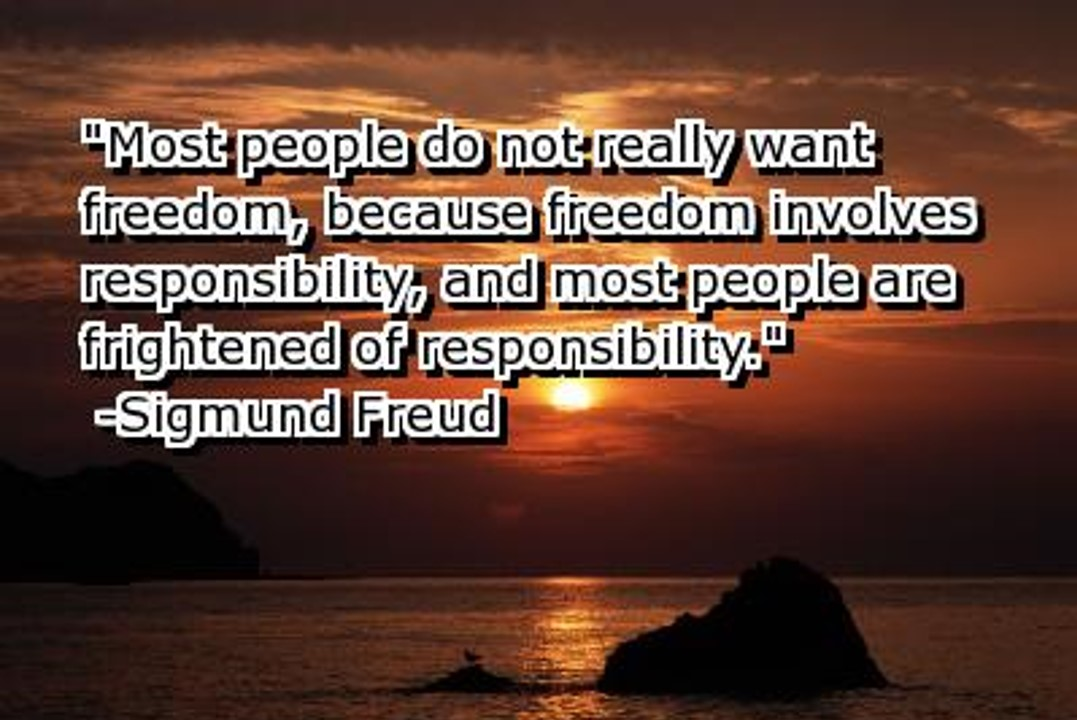 "Most people do not really want
freedom, because freedom involves
responsibility, and most people are
frightened of responsibility."
-Sigmund Freud